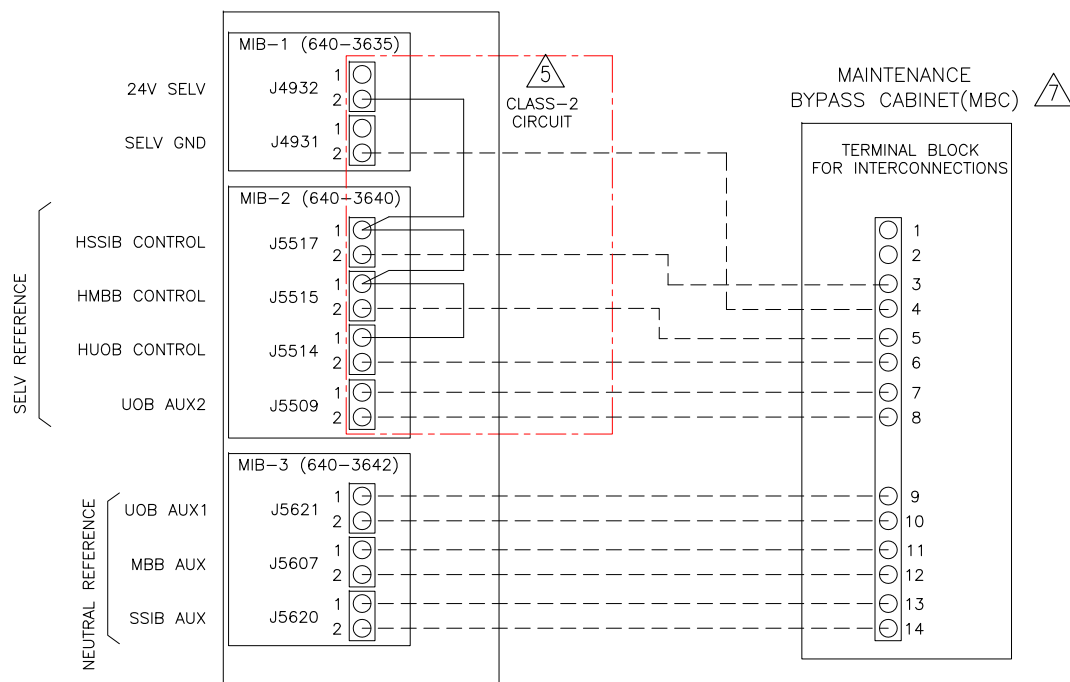 MIB-1 (640-3635)
24V SELV
J4932
1
2
SELV GND
J4931
1
2
5
CLASS-2
CIRCUIT
MIB-2 (640-3640)
SELV REFERENCE
HSSIB CONTROL
J5517
1
2
HMBB CONTROL
J5515
1
2
HUOB CONTROL
J5514
1
2
UOB AUX2
J5509
1
2
MIB-3 (640-3642)
NEUTRAL REFERENCE
UOB AUX1
J5621
1
2
MBB AUX
J5607
1
2
SSIB AUX
J5620
1
2
MAINTENANCE
BYPASS CABINET(MBC)
7
TERMINAL BLOCK
FOR INTERCONNECTIONS
1
2
3
4
5
6
7
8
9
10
11
12
13
14